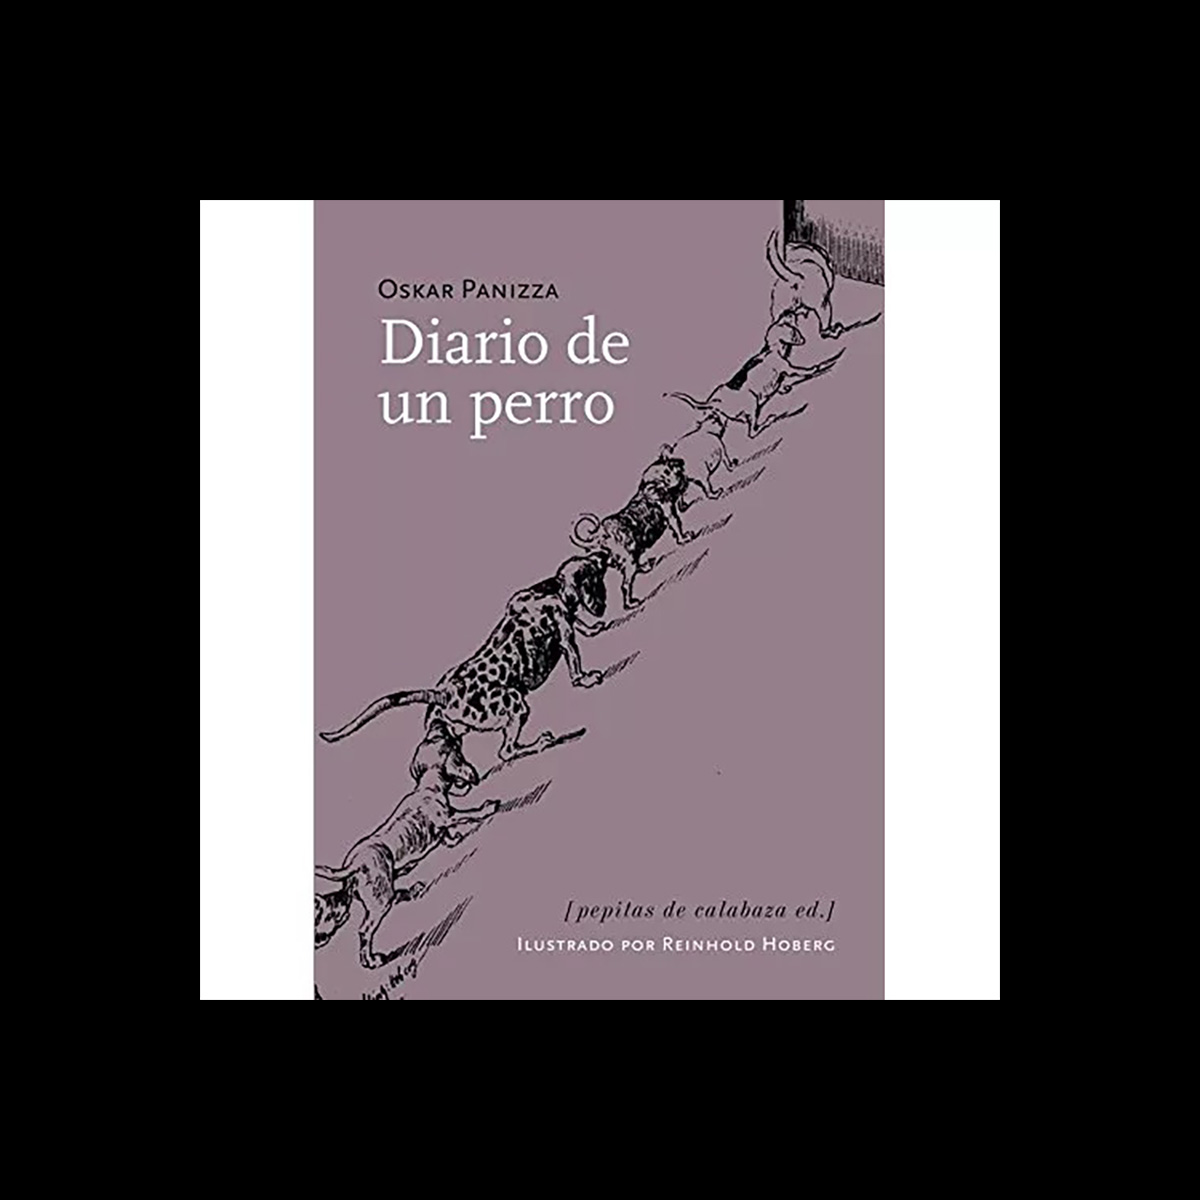 Oskar Panizza
Diario de
un perro
[pepitas de calabaza ed.]
Ilustrado por Reinhold Hoberg